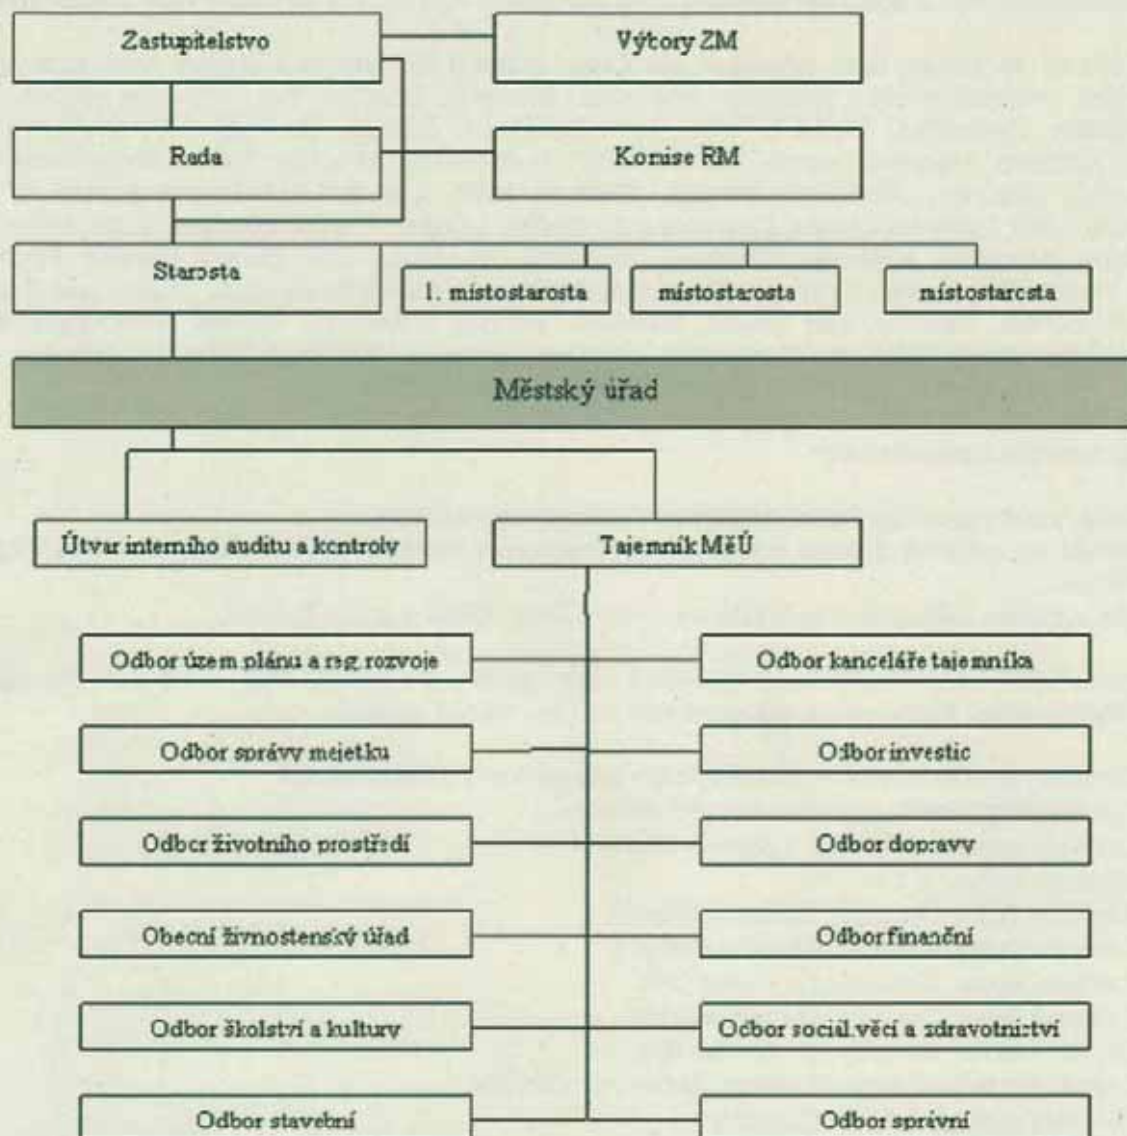 Zastupitelstvo
Výbory ZM
Rada
Komise RM
Starosta
1. místostarosta
místostarosta
místostarosta
Městský úřad
Útvar interního auditu a kontroly
Tajemník MěÚ
Odbor územ.plánu a reg.rozvoje
Odbor kanceláře tajemníka
Odbor správy majetku
Odbor investic
Odbor životního prostředí
Odbor dopravy
Obecní živnostenský úřad
Odbor finanční
Odbor školství a kultury
Odbor sociál.věcí a zdravotnictví
Odbor stavební
Odbor správní